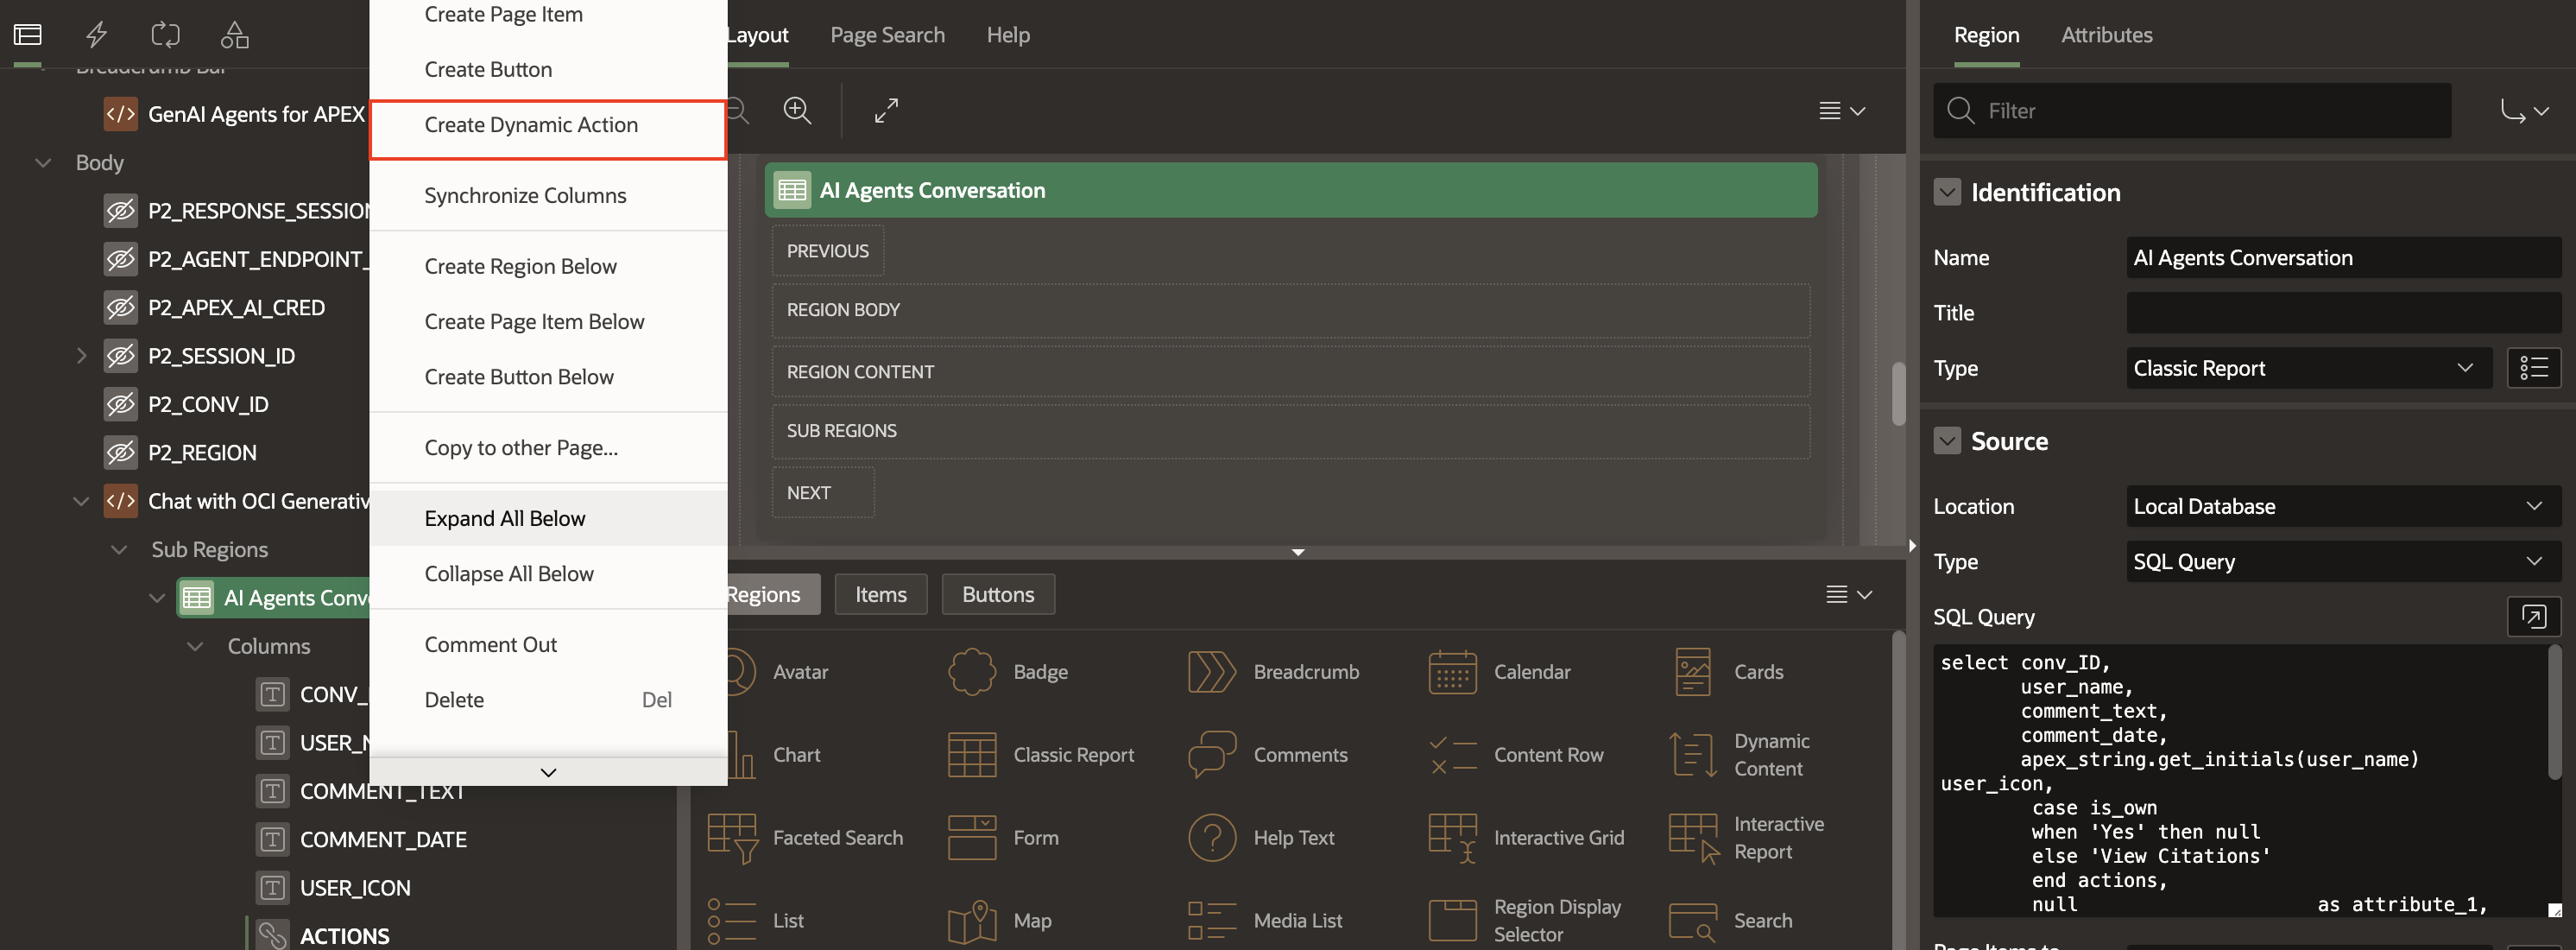 Breadcrumb Bar
GenAI Agents for APEX
Body
P2_RESPONSE_SESSION
P2_AGENT_ENDPOINT_
P2_APEX_AI_CRED
P2_SESSION_ID
P2_CONV_ID
P2_REGION
Chat with OCI Generativ
Sub Regions
AI Agents Conv
Columns
CONV_
USER_N
COMMENT_TEXT
COMMENT_DATE
USER_ICON
ACTIONS
Create Page Item
Create Button
Create Dynamic Action
Synchronize Columns
Create Region Below
Create Page Item Below
Create Button Below
Copy to other Page...
Expand All Below
Collapse All Below
Comment Out
Delete Del
Layout Page Search Help
AI Agents Conversation
PREVIOUS
REGION BODY
REGION CONTENT
SUB REGIONS
NEXT
Regions Items Buttons
Avatar Badge Breadcrumb Calendar Cards
Chart Classic Report Comments Content Row Dynamic
Content
Faceted Search Form Help Text Interactive Grid Interactive
Report
List Map Media List Region Display
Selector Search
Region Attributes
Filter
Identification
Name AI Agents Conversation
Title
Type Classic Report
Source
Location Local Database
Type SQL Query
SQL Query
select conv_ID,
user_name,
comment_text,
comment_date,
apex_string.get_initials(user_name)
user_icon,
case is_own
when 'Yes' then null
else 'View Citations'
end actions,
null as attribute_1,
Page Items to